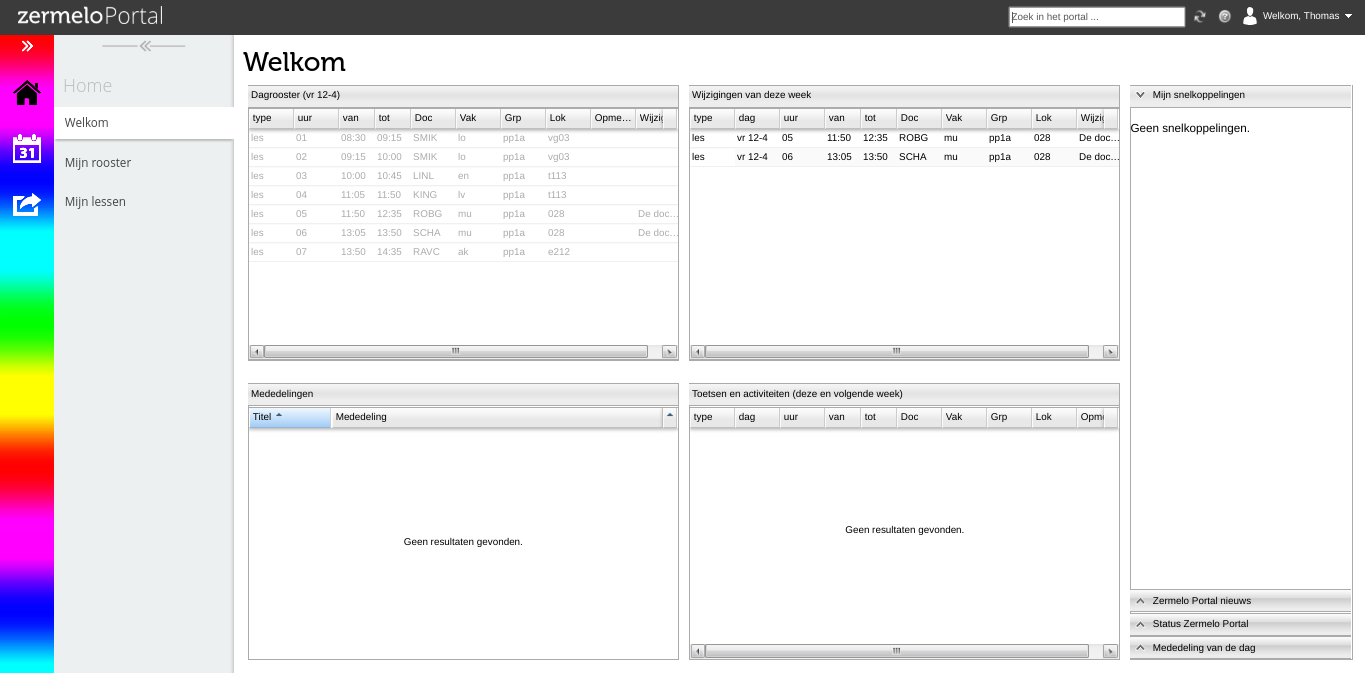 zermeloPortal
Zoek in het portal ...
Welkom, Thomas
Home
Welkom
Mijn rooster
Mijn lessen
31
Welkom
Dagrooster (vr 12-4)
type uur van tot Doc Vak Grp Lok Opme... Wijzig
les 01 08:30 09:15 SMIK lo pp1a vg03
les 02 09:15 10:00 SMIK lo pp1a vg03
les 03 10:00 10:45 LINL en pp1a t113
les 04 11:05 11:50 KING lv pp1a t113
les 05 11:50 12:35 ROBG mu pp1a 028 De doc...
les 06 13:05 13:50 SCHA mu pp1a 028 De doc...
les 07 13:50 14:35 RAVC ak pp1a e212
Wijzigingen van deze week
type dag uur van tot Doc Vak Grp Lok Wijzig
les vr 12-4 05 11:50 12:35 ROBG mu pp1a 028 De doc...
les vr 12-4 06 13:05 13:50 SCHA mu pp1a 028 De doc...
Mijn snelkoppelingen
Geen snelkoppelingen.
Mededelingen
Titel Mededeling
Geen resultaten gevonden.
Toetsen en activiteiten (deze en volgende week)
type dag uur van tot Doc Vak Grp Lok Opme
Geen resultaten gevonden.
Zermelo Portal nieuws
Status Zermelo Portal
Mededeling van de dag